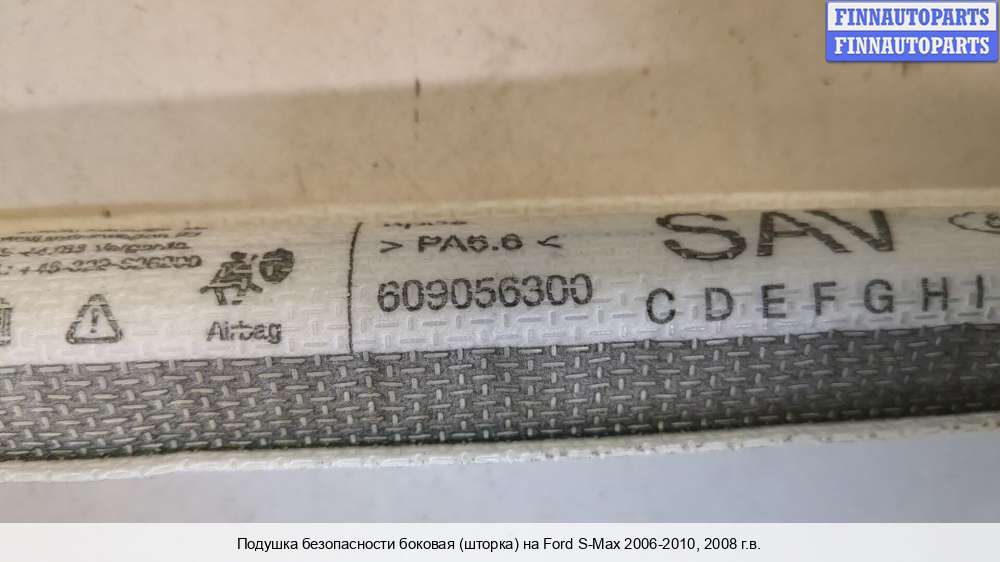 FINNAUTOPARTS
FINNAUTOPARTS
> PA6.6 <
SAV
609056300
C D E F G H I
Airbag
Подушка безопасности боковая (шторка) на Ford S-Max 2006-2010, 2008 г.в.